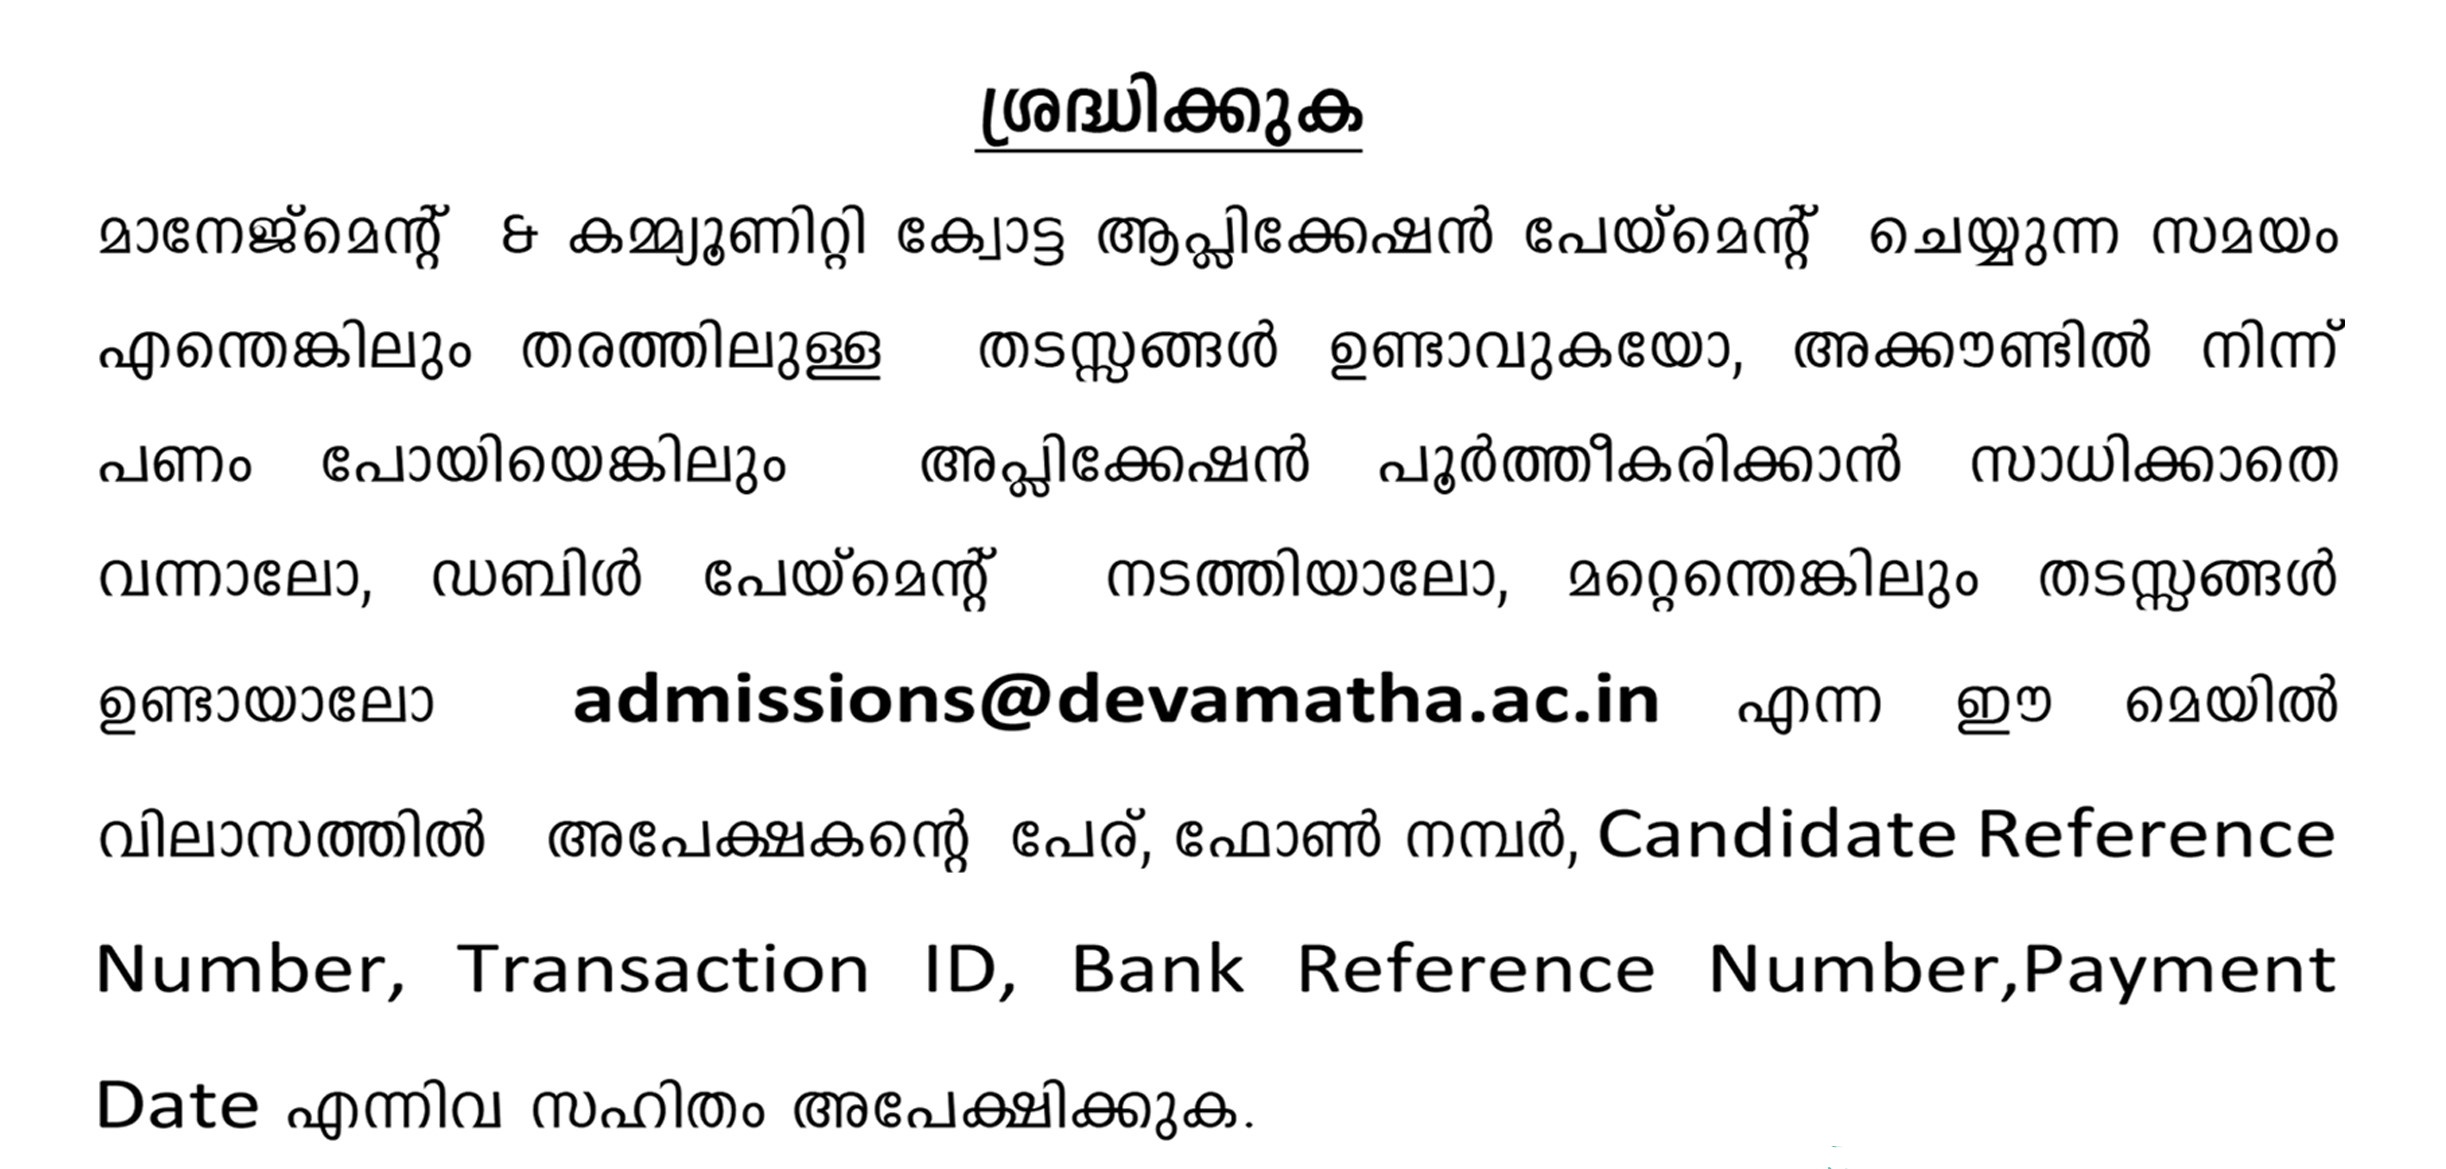 ശ്രദ്ധിക്കുക
മാനേജ്മെന്റ് & കമ്മ്യൂണിറ്റി ക്വോട്ട ആപ്ലിക്കേഷൻ പേയ്മെന്റ് ചെയ്യുന്ന സമയം
എന്തെങ്കിലും തരത്തിലുള്ള തടസ്സങ്ങൾ ഉണ്ടാവുകയോ, അക്കൗണ്ടിൽ നിന്ന്
പണം പോയിയെങ്കിലും അപ്ലിക്കേഷൻ പൂർത്തീകരിക്കാൻ സാധിക്കാതെ
വന്നാലോ, ഡബിൾ പേയ്മെന്റ് നടത്തിയാലോ, മറ്റെന്തെങ്കിലും തടസ്സങ്ങൾ
ഉണ്ടായാലോ admissions@devamatha.ac.in എന്ന ഈ മെയിൽ
വിലാസത്തിൽ അപേക്ഷകന്റെ പേര്, ഫോൺ നമ്പർ, Candidate Reference
Number, Transaction ID, Bank Reference Number,Payment
Date എന്നിവ സഹിതം അപേക്ഷിക്കുക.